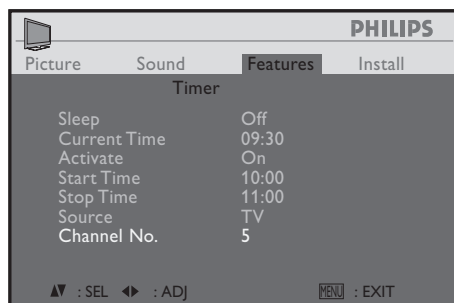 PHILIPS
Picture Sound Features Install
Timer
Sleep Off
Current Time 09:30
Activate On
Start Time 10:00
Stop Time 11:00
Source TV
Channel No. 5
▲▼ : SEL ◀▶ : ADJ MENU : EXIT